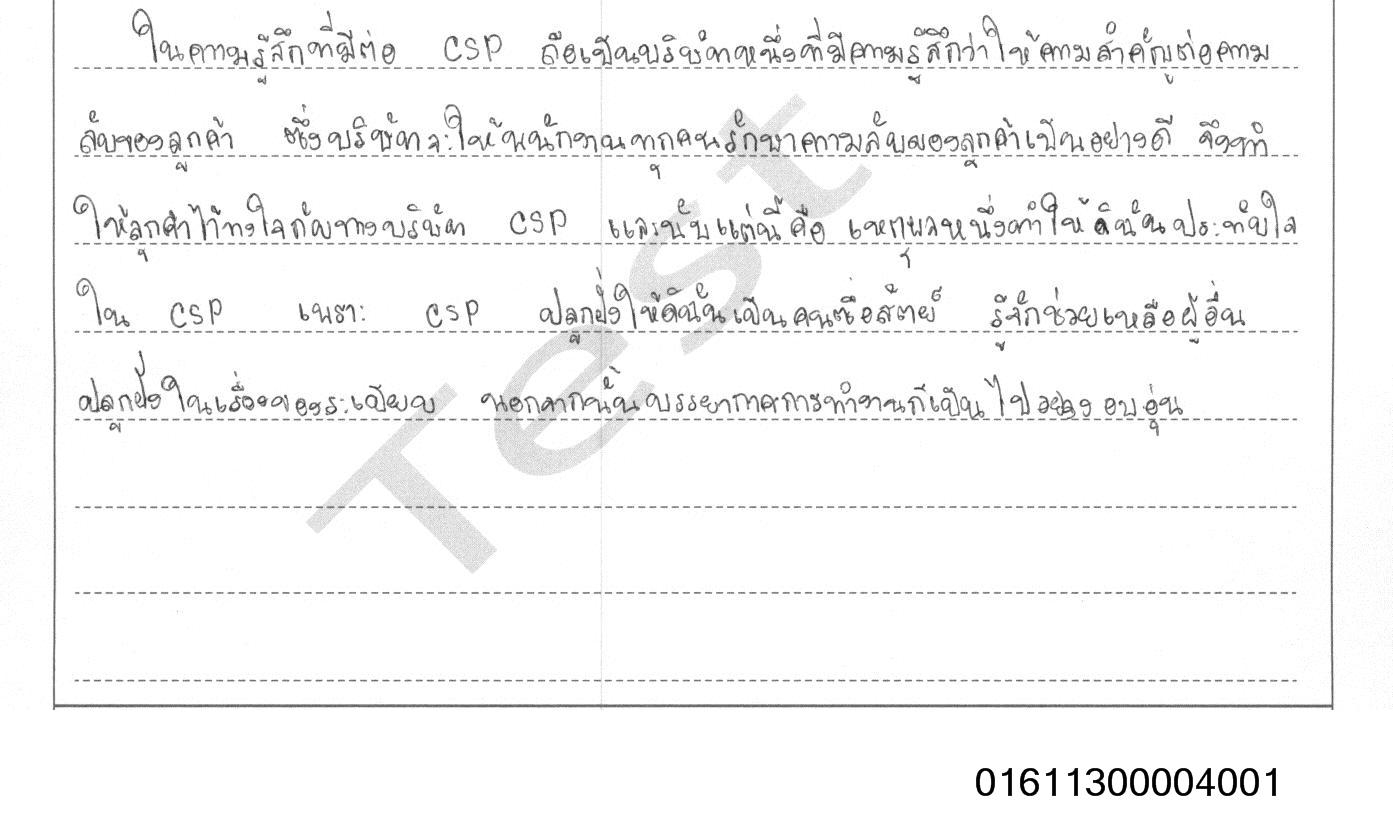 ในความรู้สึกที่มีต่อ CSP ถือเป็นบริษัทหนึ่งที่มีความรู้สึกว่าให้ความสำคัญต่อความ
ลับของลูกค้า ซึ่งบริษัทจะให้พนักงานทุกคนรักษาความลับของลูกค้าเป็นอย่างดี จึงทำ
ให้ลูกค้าไว้วางใจกับทางบริษัท CSP และนับแต่นี้คือ เหตุผลหนึ่งทำให้ดิฉันประทับใจ
ใน CSP เพราะ CSP ปลูกฝังให้ดิฉันเป็นคนซื่อสัตย์ รู้จักช่วยเหลือผู้อื่น
ปลูกฝังในเรื่องของระเบียบ นอกจากนั้นบรรยากาศการทำงานก็เป็นไปอย่างอบอุ่น
Test
01611300004001